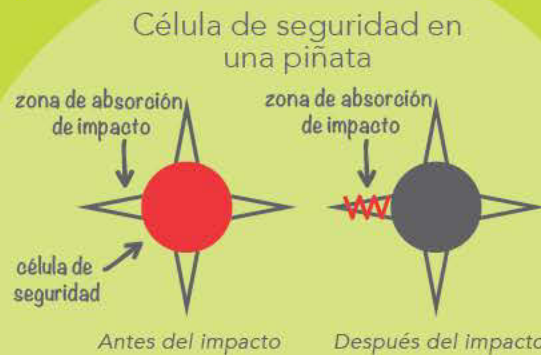 Célula de seguridad en
una piñata
zona de absorción
de impacto
zona de absorción
de impacto
célula de
seguridad
Antes del impacto
Después del impacto